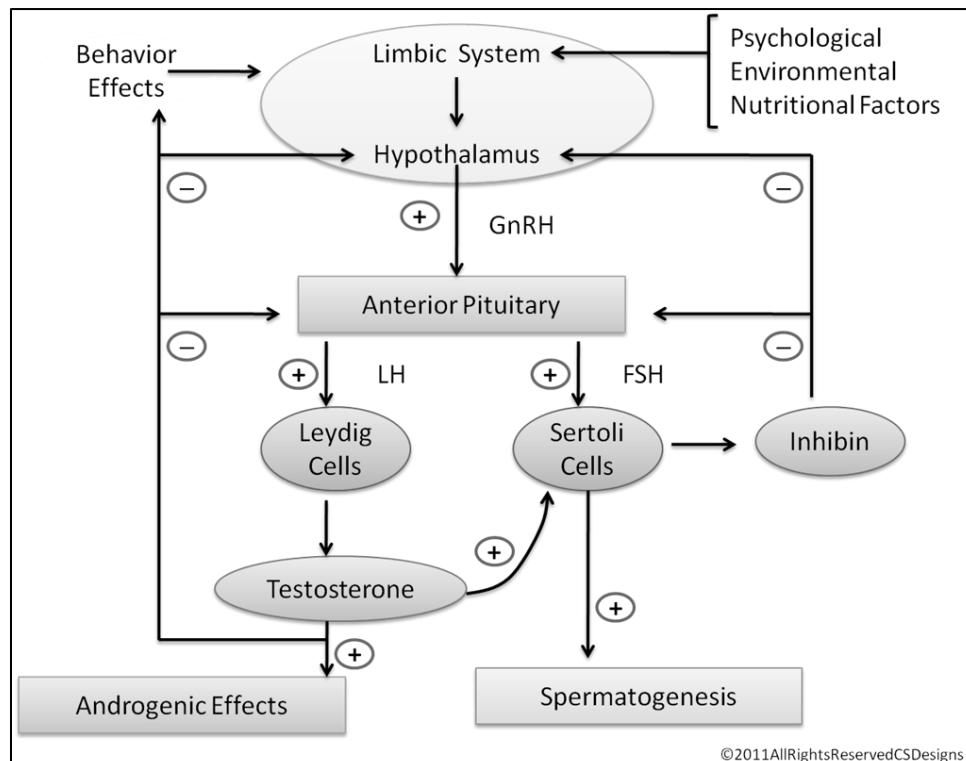 Behavior
Effects
Limbic System
Psychological
Environmental
Nutritional Factors
Hypothalamus
−
−
+
GnRH
Anterior Pituitary
−
−
+
LH
+
FSH
Leydig
Cells
Sertoli
Cells
Inhibin
+
Testosterone
+
+
Androgenic Effects
Spermatogenesis
©2011AllRightsReservedCSDesigns